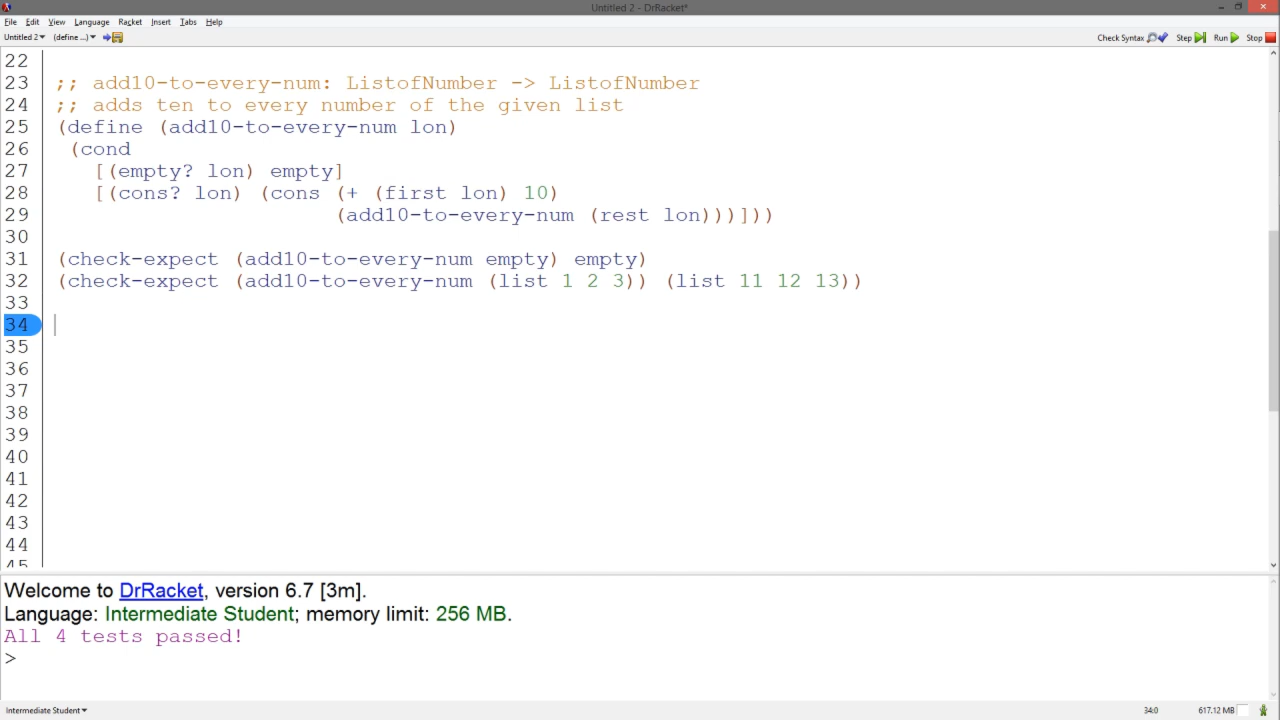 Untitled 2 - DrRacket*
File Edit View Language Racket Insert Tabs Help
Untitled 2 (define ...) Check Syntax Step Run Stop
22
23 ;; add10-to-every-num: ListofNumber -> ListofNumber
24 ;; adds ten to every number of the given list
25 (define (add10-to-every-num lon)
26 (cond
27 [(empty? lon) empty]
28 [(cons? lon) (cons (+ (first lon) 10)
29 (add10-to-every-num (rest lon)))]))
30
31 (check-expect (add10-to-every-num empty) empty)
32 (check-expect (add10-to-every-num (list 1 2 3)) (list 11 12 13))
33
34
35
36
37
38
39
40
41
42
43
44
45
Welcome to DrRacket, version 6.7 [3m].
Language: Intermediate Student; memory limit: 256 MB.
All 4 tests passed!
>
Intermediate Student 34:0 617.12 MB